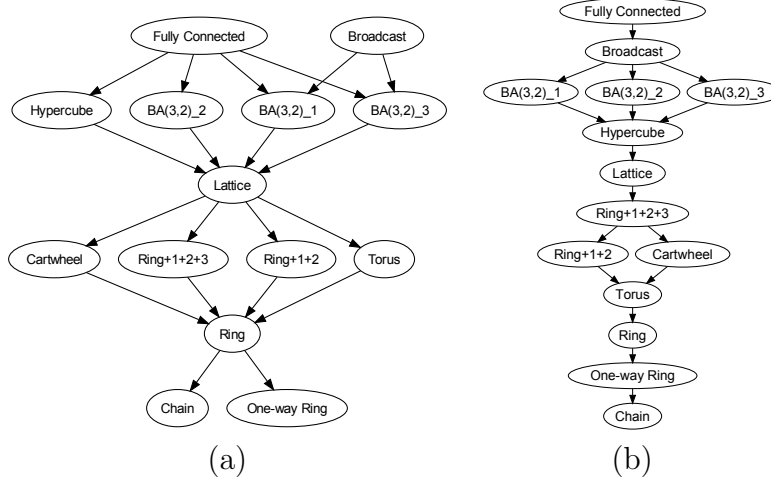 Fully Connected
Broadcast
Hypercube
BA(3,2)_2
BA(3,2)_1
BA(3,2)_3
Lattice
Cartwheel
Ring+1+2+3
Ring+1+2
Torus
Ring
Chain
One-way Ring
(a)
Fully Connected
Broadcast
BA(3,2)_1
BA(3,2)_2
BA(3,2)_3
Hypercube
Lattice
Ring+1+2+3
Ring+1+2
Cartwheel
Torus
Ring
One-way Ring
Chain
(b)